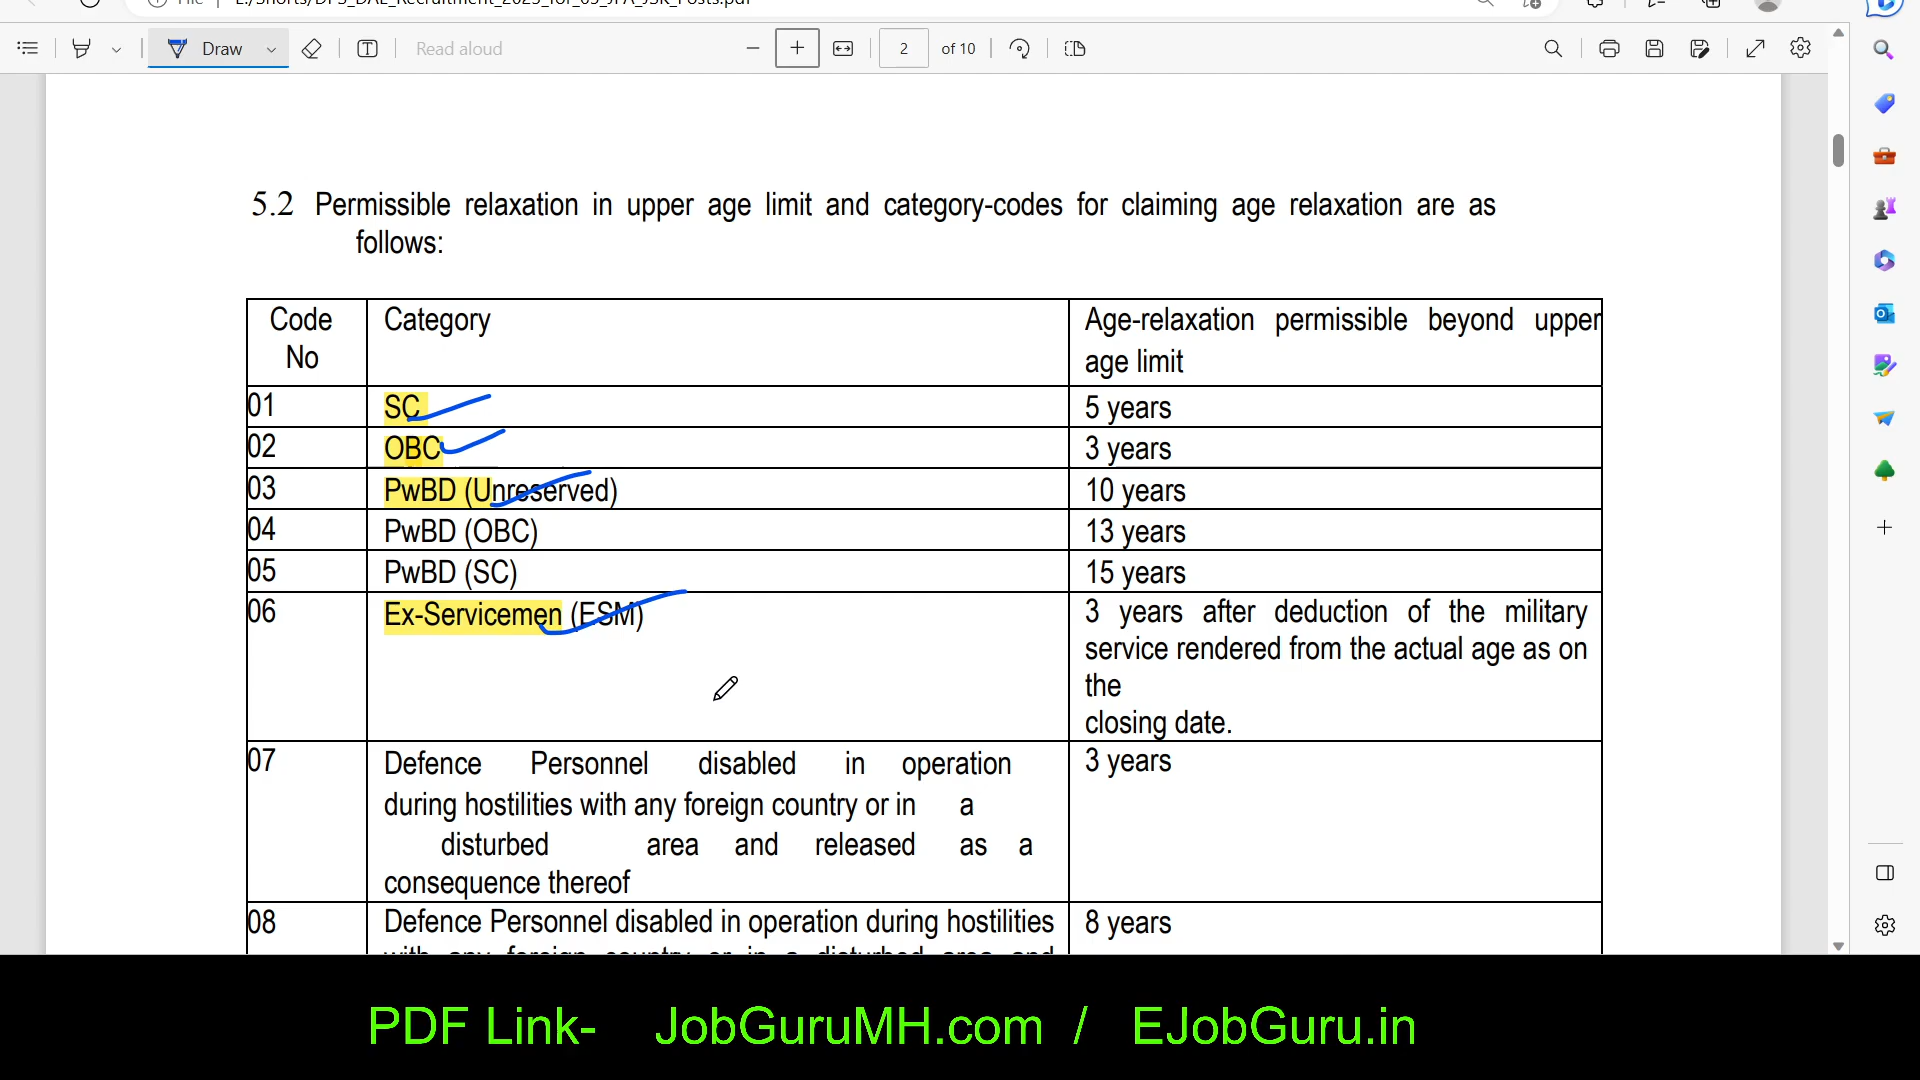 Draw
Read aloud
2 of 10
5.2 Permissible relaxation in upper age limit and category-codes for claiming age relaxation are as
follows:
Code No Category Age-relaxation permissible beyond upper age limit
01 SC 5 years
02 OBC 3 years
03 PwBD (Unreserved) 10 years
04 PwBD (OBC) 13 years
05 PwBD (SC) 15 years
06 Ex-Servicemen (ESM) 3 years after deduction of the military
service rendered from the actual age as on
the
closing date.
07 Defence Personnel disabled in operation 3 years
during hostilities with any foreign country or in a
disturbed area and released as a
consequence thereof
08 Defence Personnel disabled in operation during hostilities 8 years
PDF Link- JobGuruMH.com / EJobGuru.in